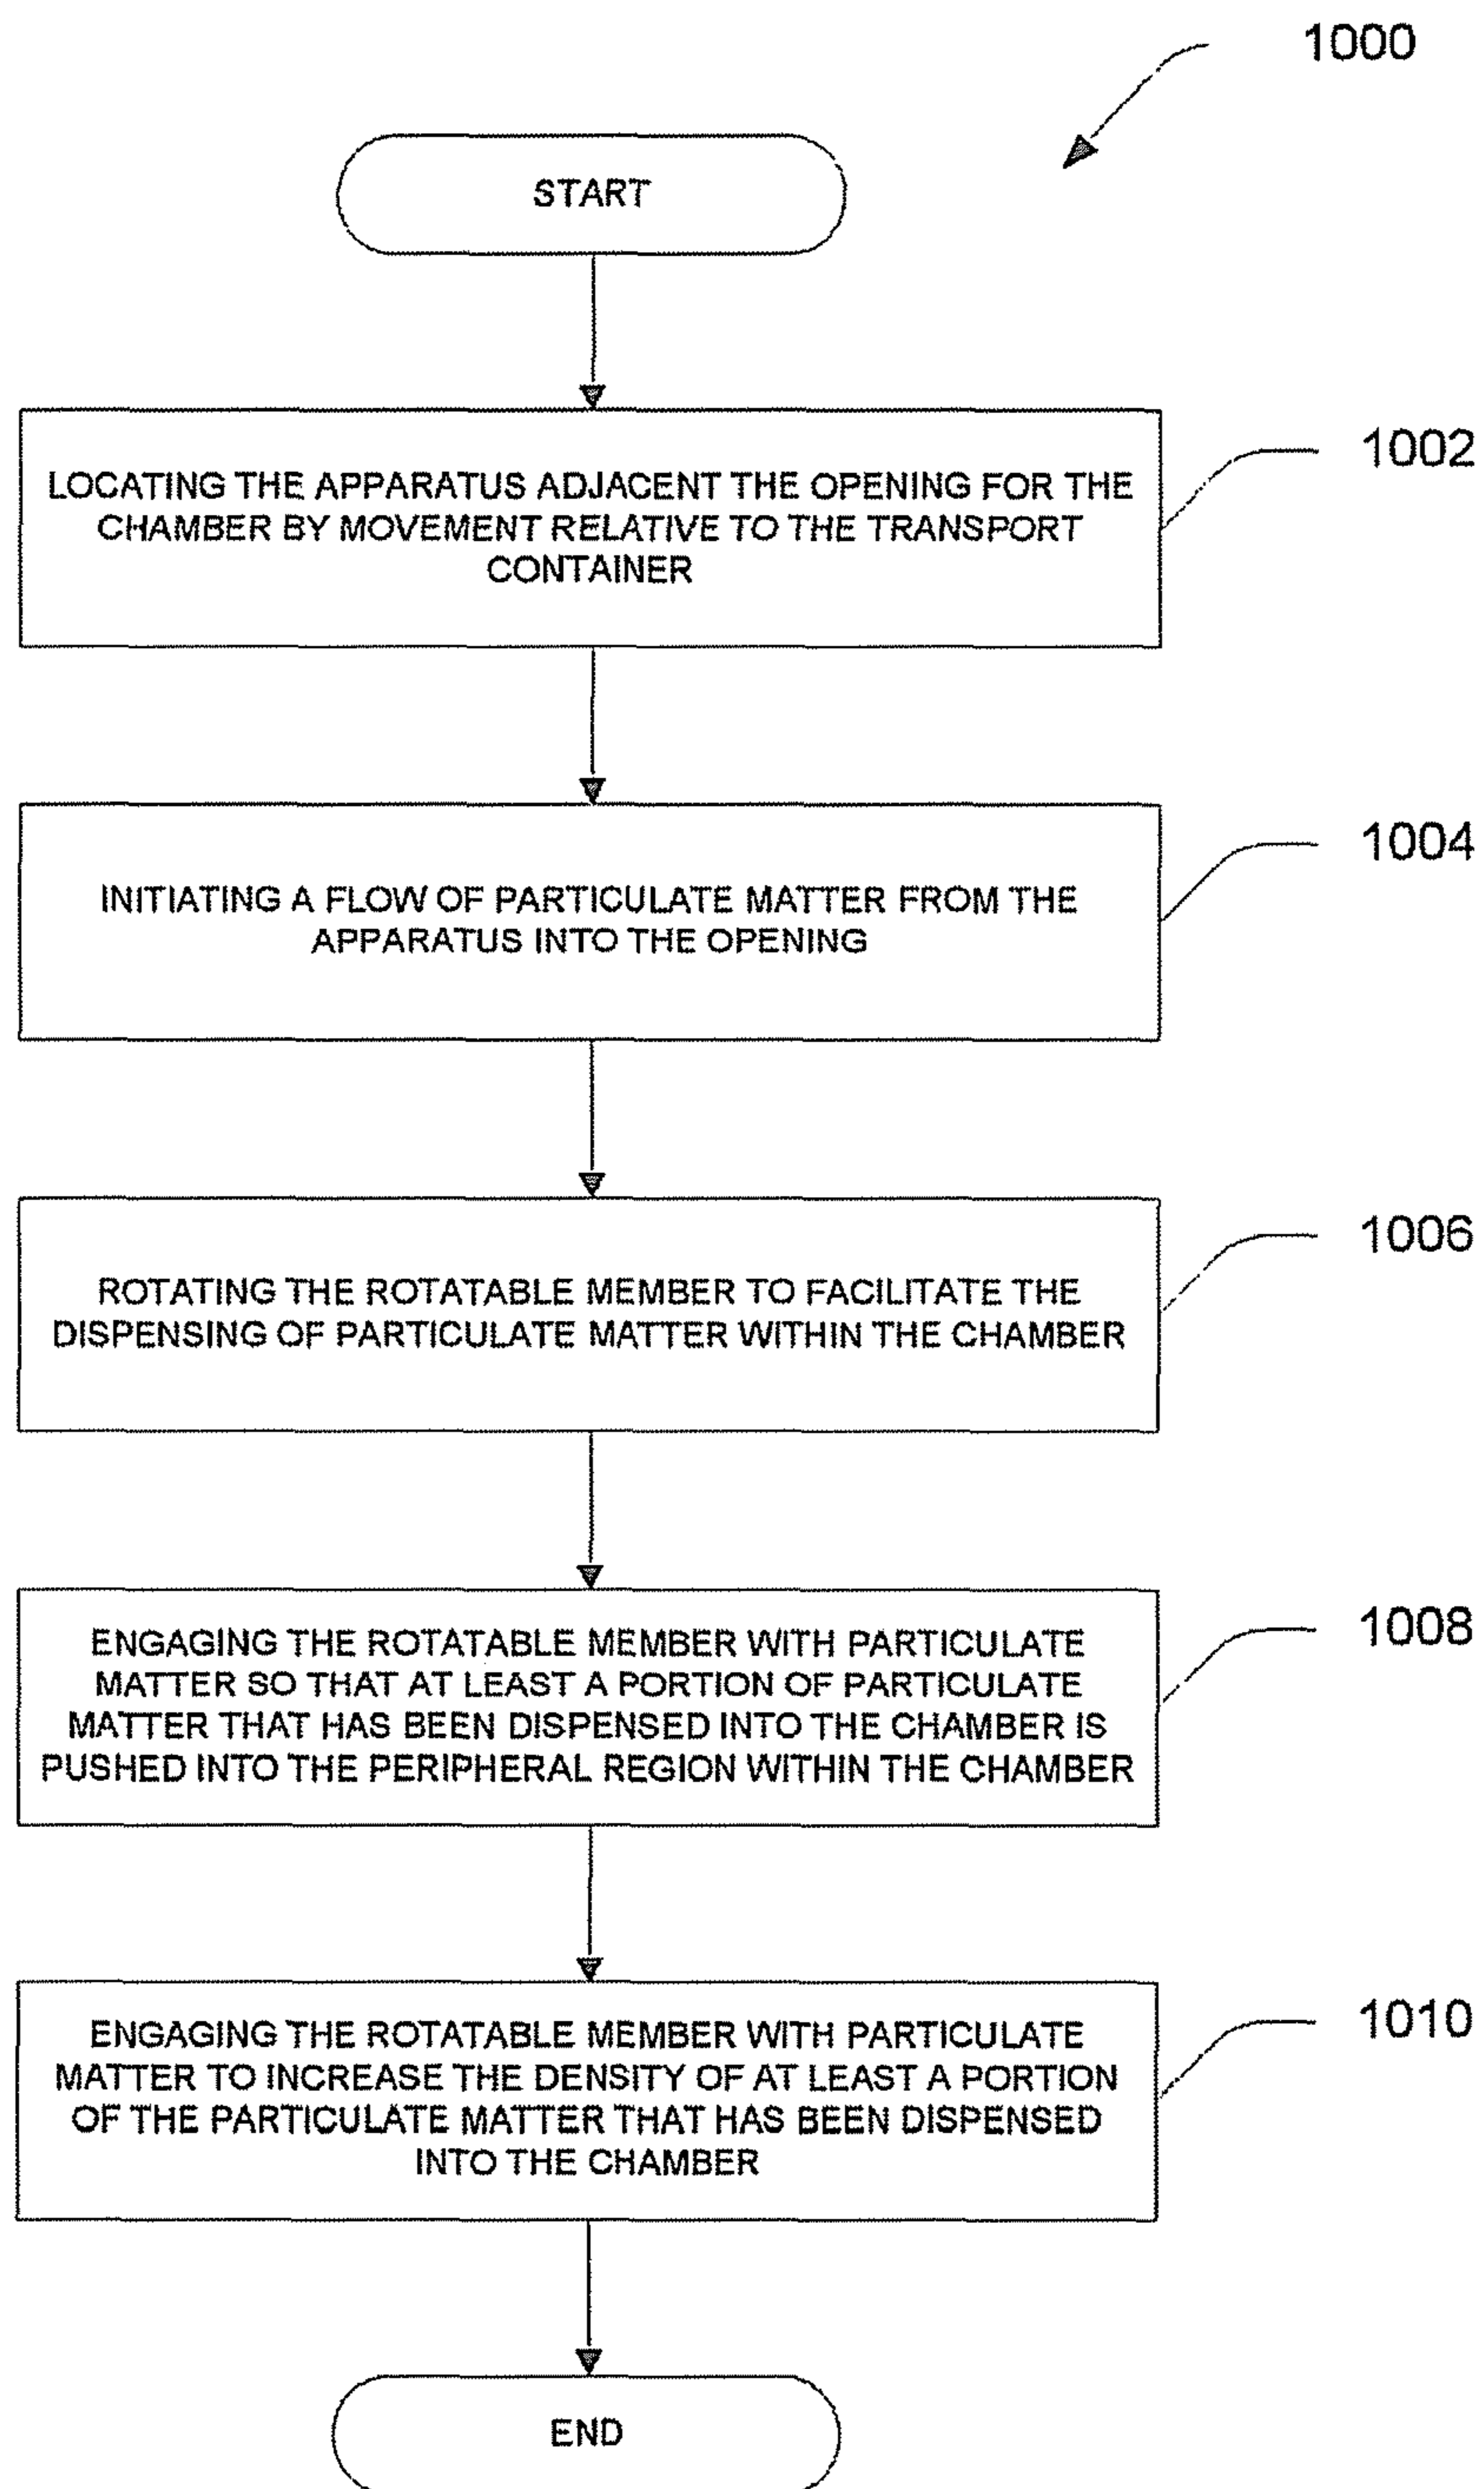 1000
START
1002
LOCATING THE APPARATUS ADJACENT THE OPENING FOR THE
CHAMBER BY MOVEMENT RELATIVE TO THE TRANSPORT
CONTAINER
1004
INITIATING A FLOW OF PARTICULATE MATTER FROM THE
APPARATUS INTO THE OPENING
1006
ROTATING THE ROTATABLE MEMBER TO FACILITATE THE
DISPENSING OF PARTICULATE MATTER WITHIN THE CHAMBER
1008
ENGAGING THE ROTATABLE MEMBER WITH PARTICULATE
MATTER SO THAT AT LEAST A PORTION OF PARTICULATE
MATTER THAT HAS BEEN DISPENSED INTO THE CHAMBER IS
PUSHED INTO THE PERIPHERAL REGION WITHIN THE CHAMBER
1010
ENGAGING THE ROTATABLE MEMBER WITH PARTICULATE
MATTER TO INCREASE THE DENSITY OF AT LEAST A PORTION
OF THE PARTICULATE MATTER THAT HAS BEEN DISPENSED
INTO THE CHAMBER
END